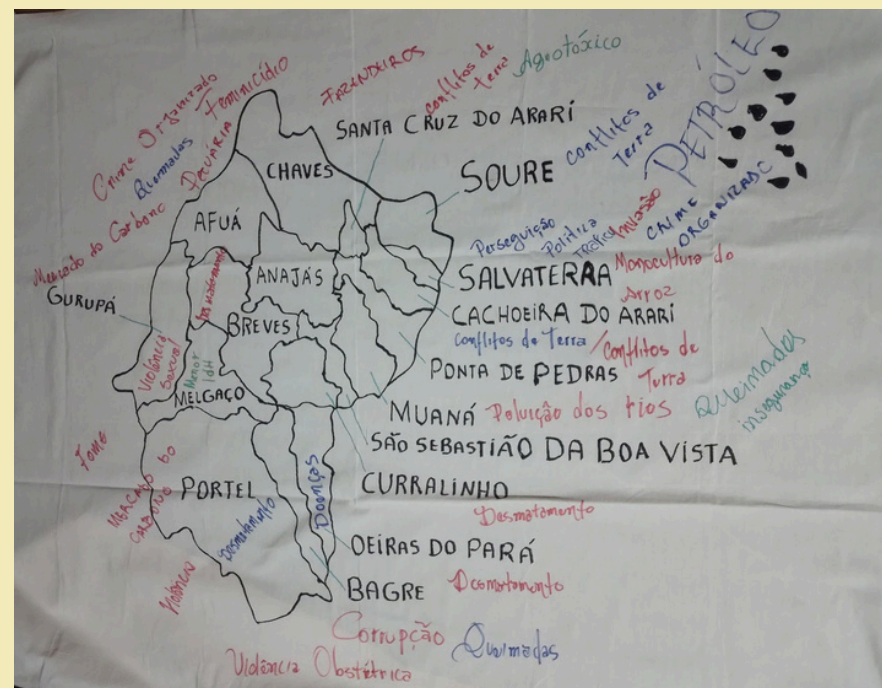 Crime Organizado
Feminicídio
Queimadas
FAZENDEIROS
conflitos de
terra
Agrotóxico
PETRÓLEO
SANTA CRUZ DO ARARÍ
Mercado do Carbono
Pecuária
CHAVES
SOURE
conflitos de
Terra
AFUÁ
Perseguição
Política
Tráfico
Invasão
CRIME
ORGANIZADO
GURUPÁ
ANAJÁS
SALVATERRA
Monocultura do
Arroz
CACHOEIRA DO ARARÍ
BREVES
conflitos de Terra /
Conflitos de
Terra
Violência
Sexual
Menor
IdH
PONTA DE PEDRAS
Queimadas
insegurança
MELGAÇO
MUANÁ
Poluição dos rios
SÃO SEBASTIÃO DA BOA VISTA
Fome
MERCADO DO
CARBONO
PORTEL
Desmatamento
Doenças
CURRALINHO
Desmatamento
OEIRAS DO PARÁ
Violência
BAGRE
Desmatamento
Corrupção
Queimadas
Violência Obstétrica